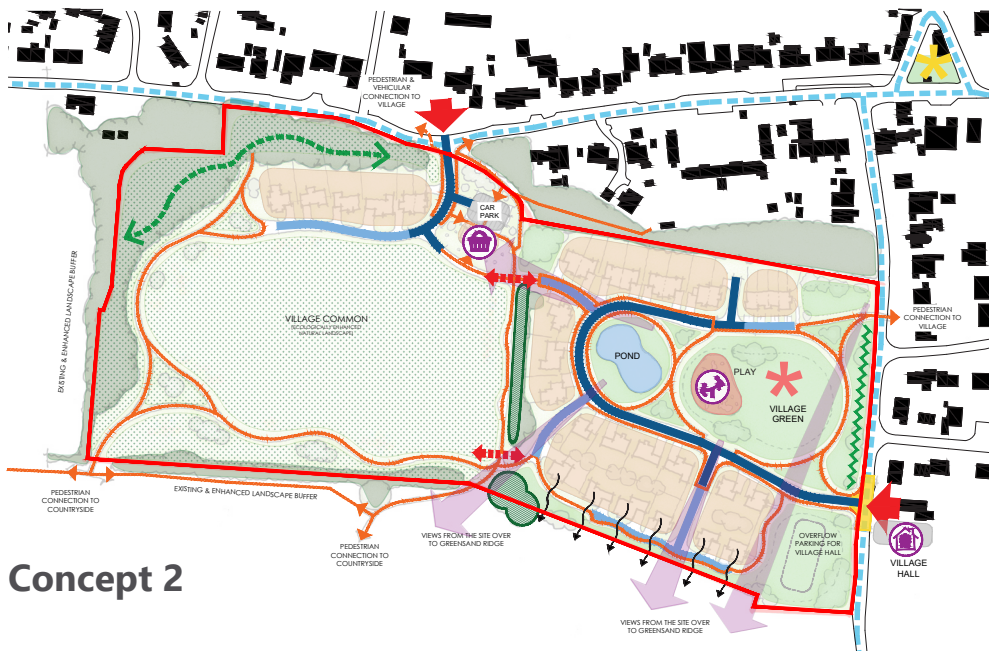 PEDESTRIAN &
VEHICULAR
CONNECTION TO
VILLAGE
CAR
PARK
EXISTING & ENHANCED LANDSCAPE BUFFER
VILLAGE COMMON
(ECOLOGICALLY ENHANCED
NATURAL LANDSCAPE)
PEDESTRIAN
CONNECTION TO
VILLAGE
POND
PLAY
VILLAGE
GREEN
PEDESTRIAN
CONNECTION TO
COUNTRYSIDE
EXISTING & ENHANCED LANDSCAPE BUFFER
PEDESTRIAN
CONNECTION TO
COUNTRYSIDE
VIEWS FROM THE SITE OVER
TO GREENSAND RIDGE
OVERFLOW
PARKING FOR
VILLAGE HALL
VILLAGE
HALL
Concept 2
VIEWS FROM THE SITE OVER
TO GREENSAND RIDGE